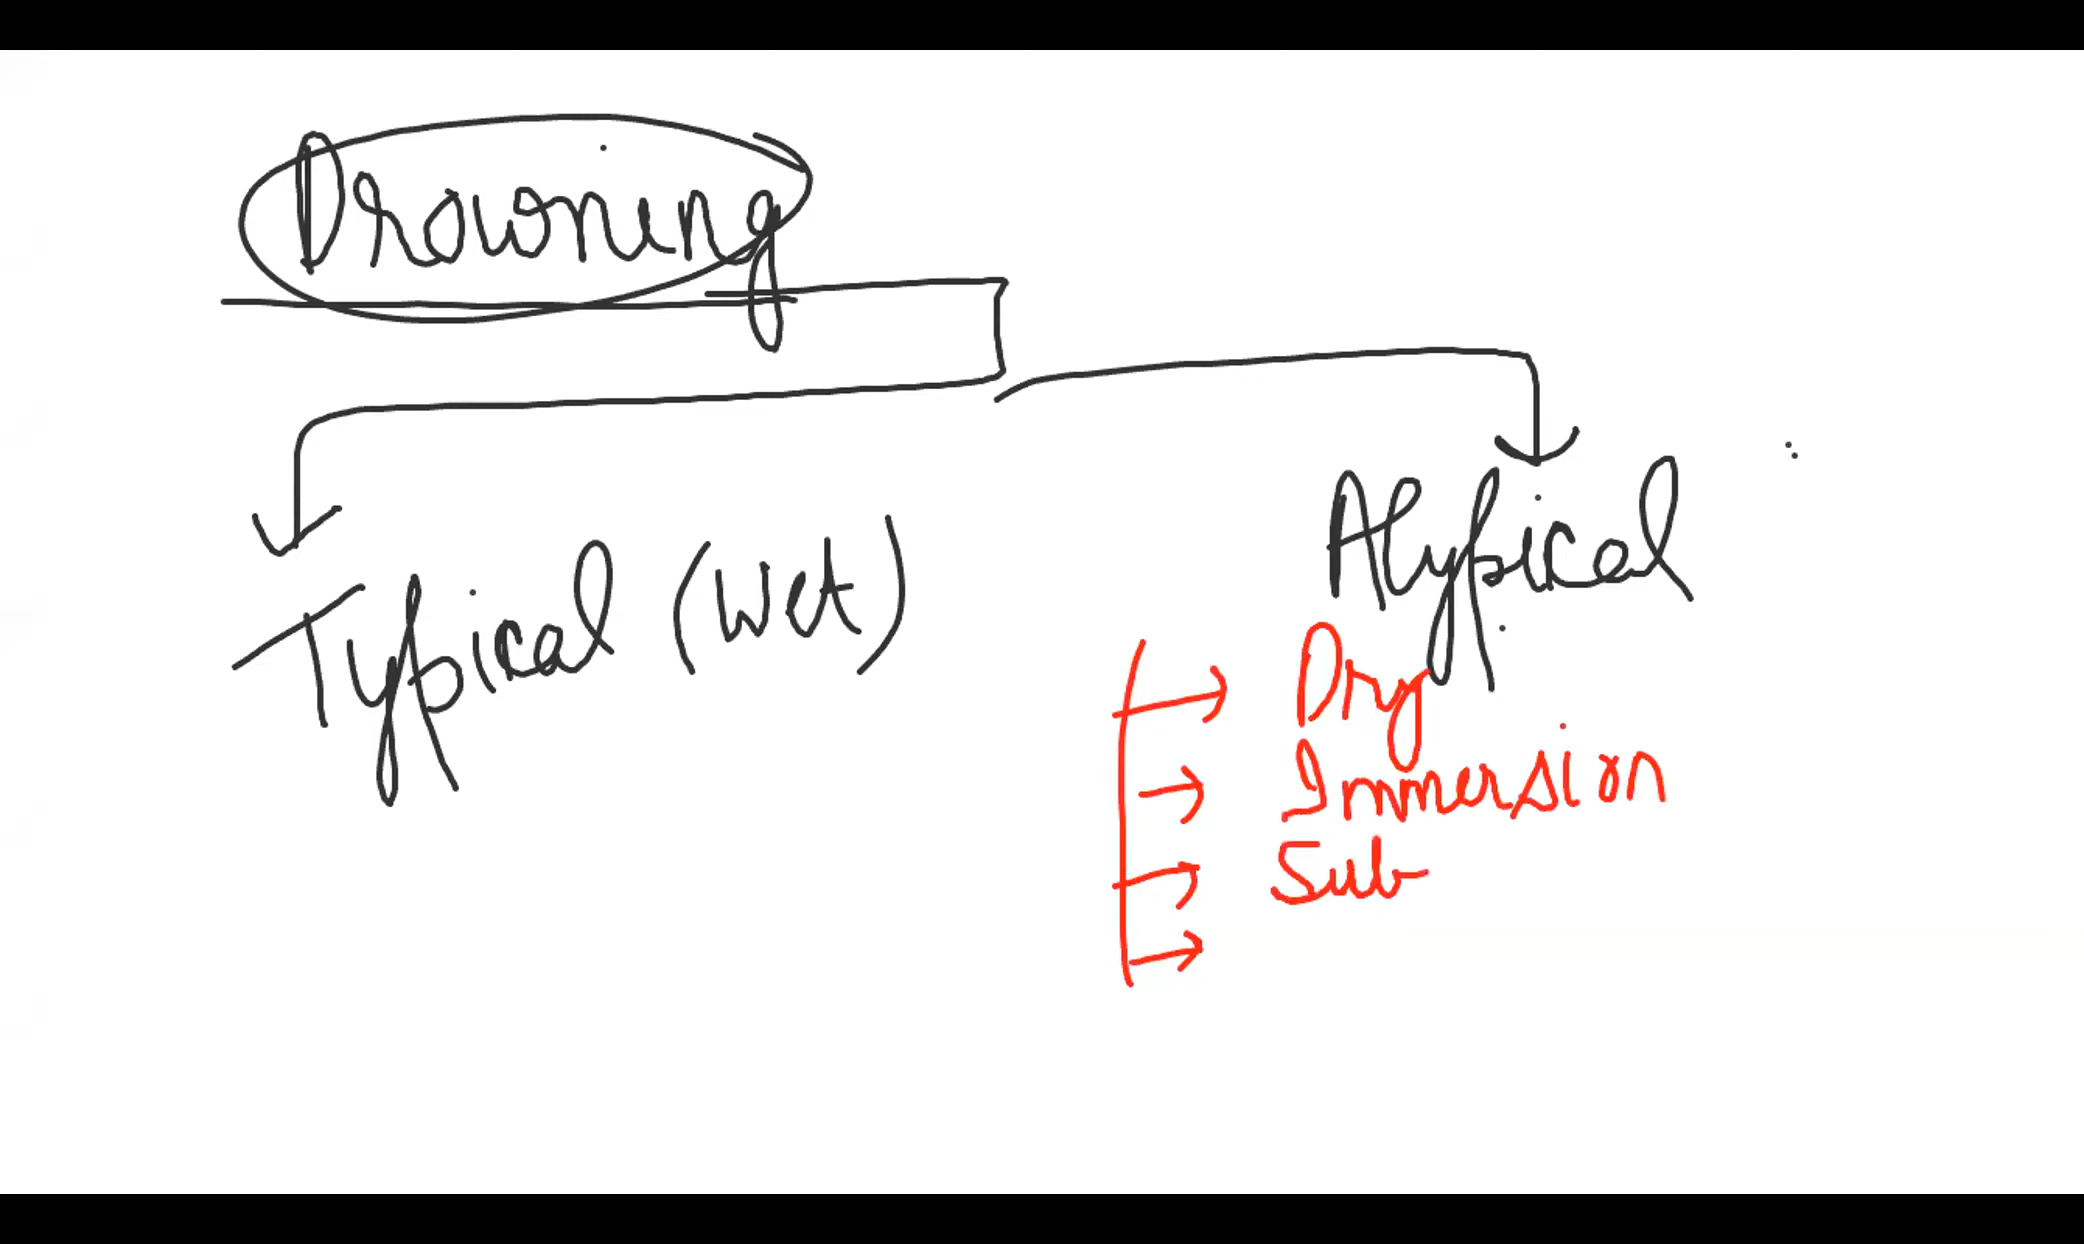 Drowning
Typical (Wet)
Atypical
Dry
Immersion
Sub